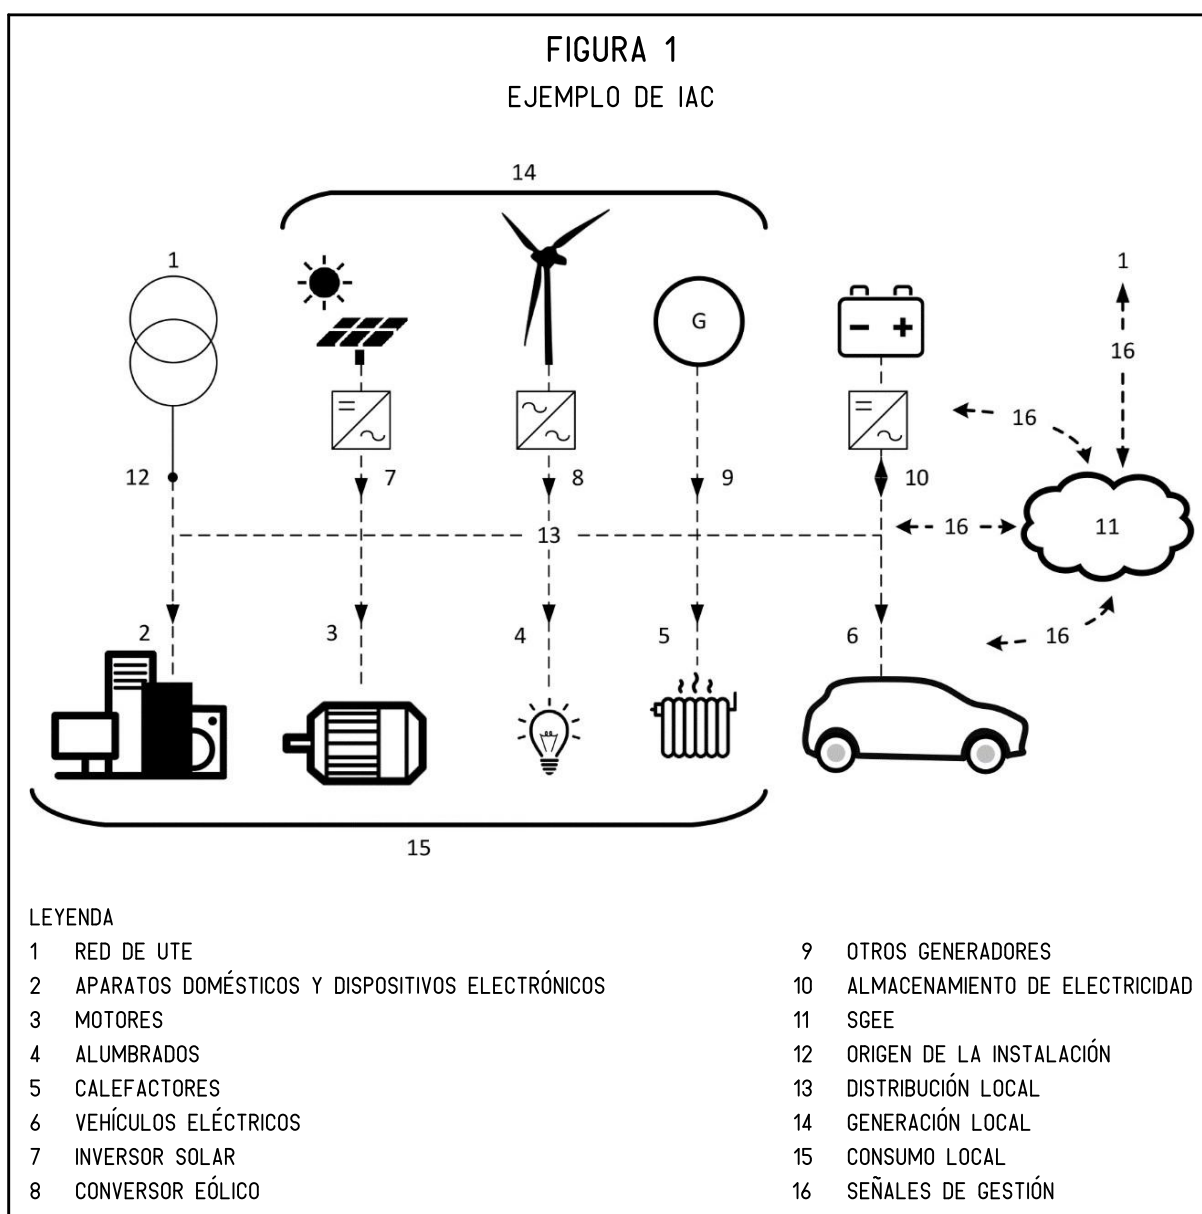 FIGURA 1
EJEMPLO DE IAC
14
1
1
G
16
16
12
7
8
9
10
16
11
13
2
3
4
5
6
16
15
LEYENDA
1 RED DE UTE
2 APARATOS DOMÉSTICOS Y DISPOSITIVOS ELECTRÓNICOS
3 MOTORES
4 ALUMBRADOS
5 CALEFACTORES
6 VEHÍCULOS ELÉCTRICOS
7 INVERSOR SOLAR
8 CONVERSOR EÓLICO
9 OTROS GENERADORES
10 ALMACENAMIENTO DE ELECTRICIDAD
11 SGEE
12 ORIGEN DE LA INSTALACIÓN
13 DISTRIBUCIÓN LOCAL
14 GENERACIÓN LOCAL
15 CONSUMO LOCAL
16 SEÑALES DE GESTIÓN